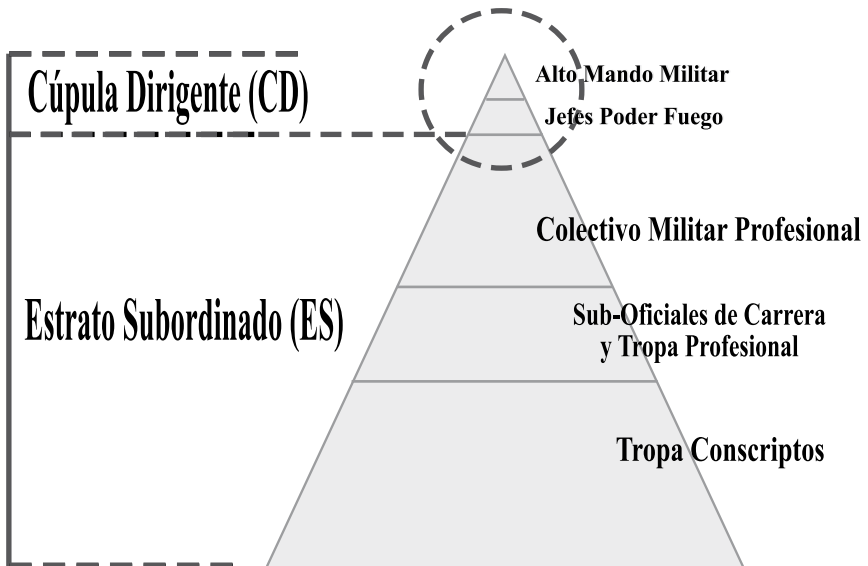 Cúpula Dirigente (CD)
Alto Mando Militar
Jefes Poder Fuego
Colectivo Militar Profesional
Estrato Subordinado (ES)
Sub-Oficiales de Carrera
y Tropa Profesional
Tropa Conscriptos